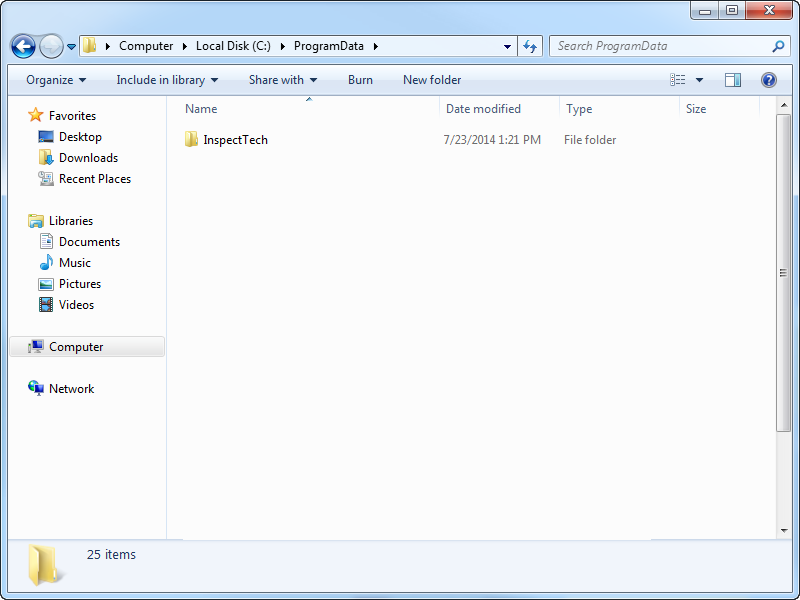 Computer Local Disk (C:) ProgramData Search ProgramData
Organize Include in library Share with Burn New folder
Name Date modified Type Size
InspectTech 7/23/2014 1:21 PM File folder
Favorites
Desktop
Downloads
Recent Places
Libraries
Documents
Music
Pictures
Videos
Computer
Network
25 items